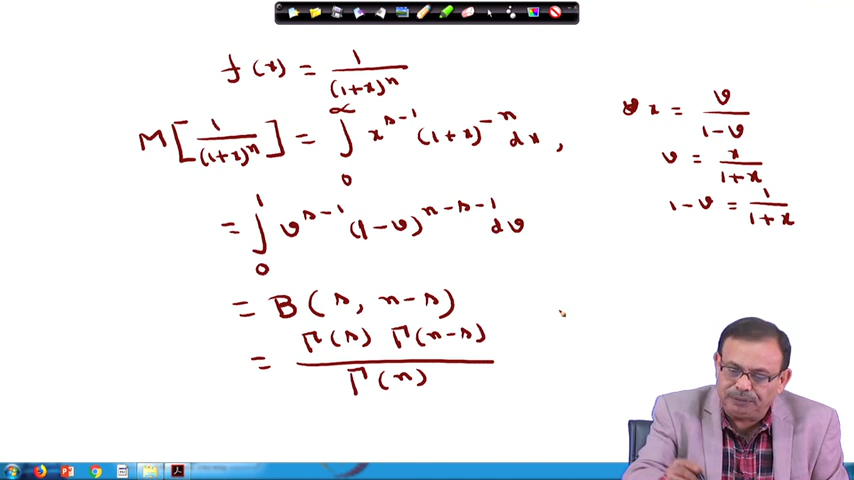 f(x) = 1/(1+x)^n
M[1/(1+x)^n] = ∫_0^∞ x^{s-1} (1+x)^{-n} dx,
= ∫_0^1 v^{s-1} (1-v)^{n-s-1} dv
= B(s, n-s)
= Γ(s) Γ(n-s) / Γ(n)
x = v/(1-v)
v = x/(1+x)
1-v = 1/(1+x)